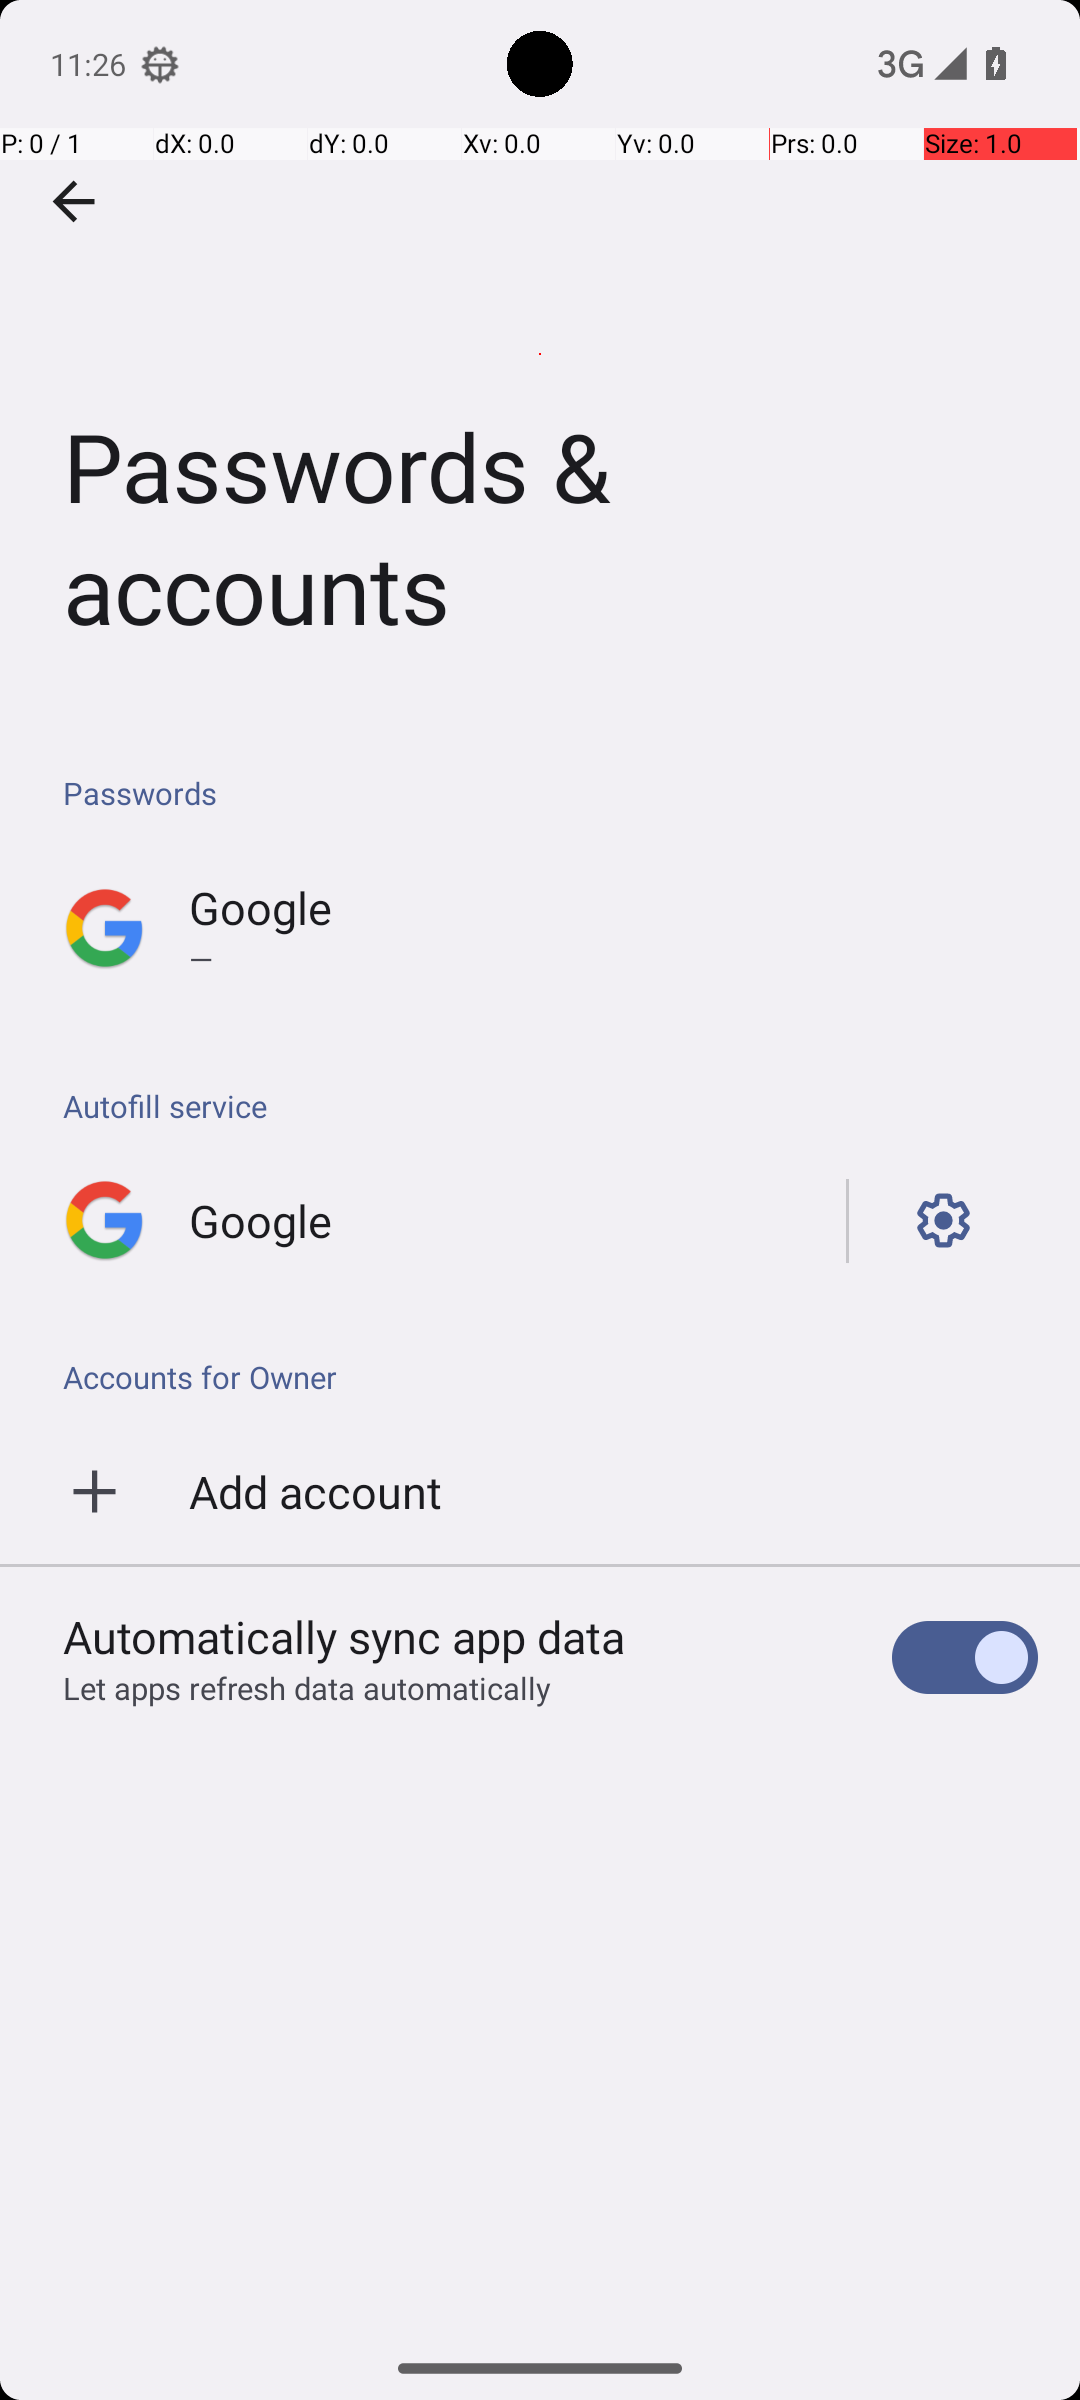 11:26 3G
P: 0 / 1 dX: 0.0 dY: 0.0 Xv: 0.0 Yv: 0.0 Prs: 0.0 Size: 1.0
Passwords &
accounts
Passwords
Google
—
Autofill service
Google
Accounts for Owner
Add account
Automatically sync app data
Let apps refresh data automatically